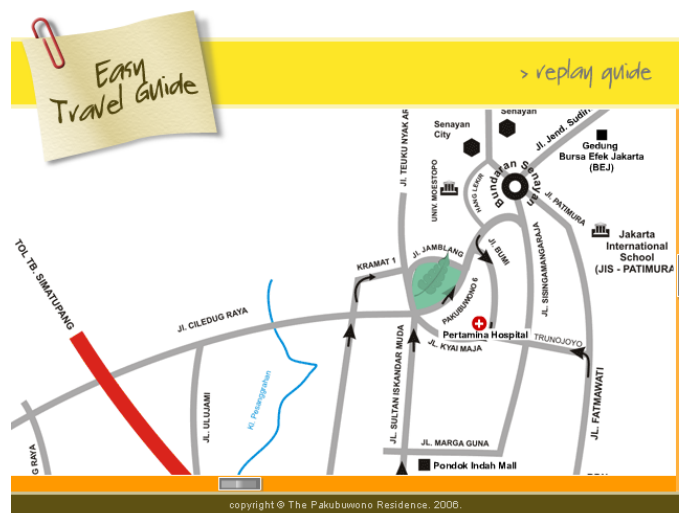 Easy
Travel Guide
> replay guide
Senayan
City
Senayan
Jl. Jend. Sudir
Gedung
Bursa Efek Jakarta
(BEJ)
JL. TEUKU NYAK AR
UNIV. MOESTOPO
HANG LEKIR
Bundaran Senayan
JL. PATIMURA
Jakarta
International
School
(JIS - PATIMURA
TOL TB. SIMATUPANG
KRAMAT 1
JL. JAMBLANG
JL. BUMI
JL. SISINGAMANGARAJA
PAKUBUWONO 6
Jl. CILEDUG RAYA
Pertamina Hospital
TRUNOJOYO
JL. KYAI MAJA
Kl. Pesanggrahan
JL. ULUJAMI
JL. SULTAN ISKANDAR MUDA
JL. FATMAWATI
JL. MARGA GUNA
G RAYA
Pondok Indah Mall
copyright © The Pakubuwono Residence. 2006.